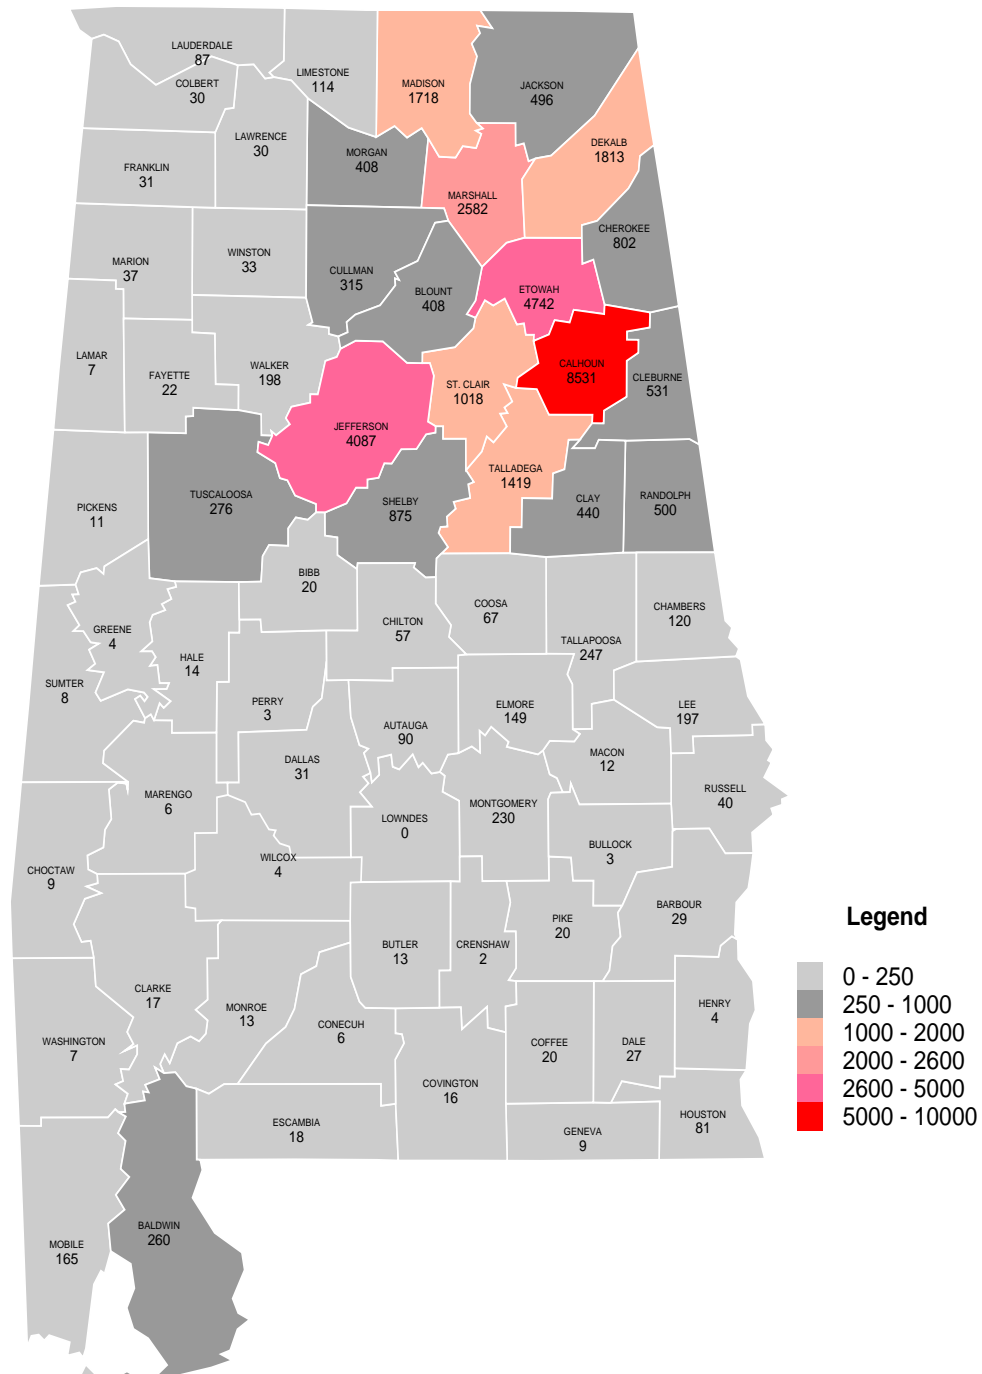 LAUDERDALE
87
LIMESTONE
114
MADISON
1718
JACKSON
496
COLBERT
30
LAWRENCE
30
MORGAN
408
DEKALB
1813
FRANKLIN
31
MARSHALL
2582
CHEROKEE
802
MARION
37
WINSTON
33
CULLMAN
315
BLOUNT
408
ETOWAH
4742
LAMAR
7
FAYETTE
22
WALKER
198
ST. CLAIR
1018
CALHOUN
8531
CLEBURNE
531
JEFFERSON
4087
PICKENS
11
TUSCALOOSA
276
SHELBY
875
TALLADEGA
1419
CLAY
440
RANDOLPH
500
BIBB
20
COOSA
67
CHAMBERS
120
GREENE
4
HALE
14
CHILTON
57
TALLAPOOSA
247
SUMTER
8
PERRY
3
AUTAUGA
90
ELMORE
149
LEE
197
DALLAS
31
MACON
12
MARENGO
6
LOWNDES
0
MONTGOMERY
230
RUSSELL
40
CHOCTAW
9
WILCOX
4
BULLOCK
3
BUTLER
13
CRENSHAW
2
PIKE
20
BARBOUR
29
CLARKE
17
MONROE
13
CONECUH
6
HENRY
4
WASHINGTON
7
COVINGTON
16
COFFEE
20
DALE
27
ESCAMBIA
18
GENEVA
9
HOUSTON
81
MOBILE
165
BALDWIN
260
Legend
0 - 250
250 - 1000
1000 - 2000
2000 - 2600
2600 - 5000
5000 - 10000